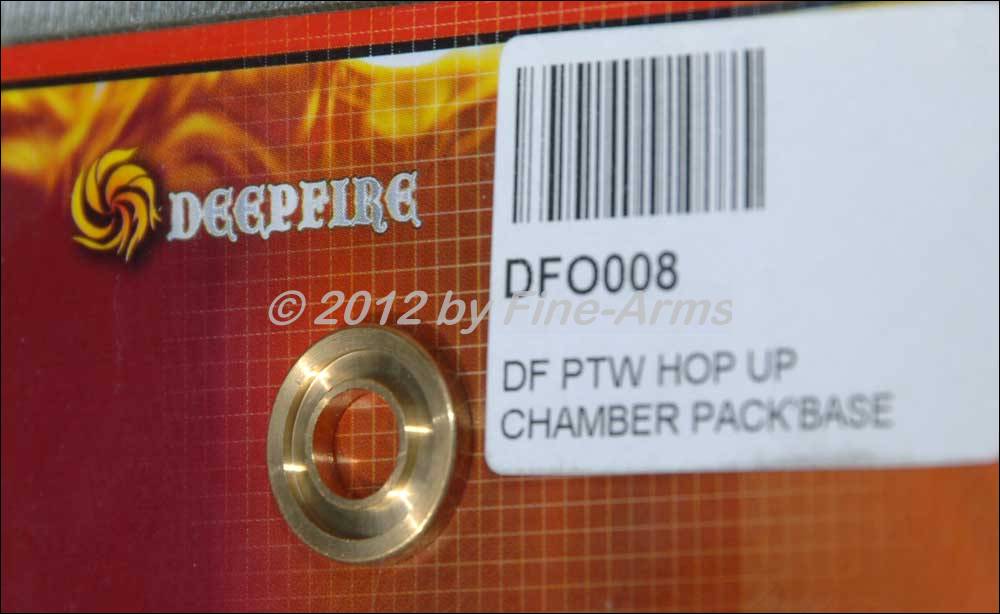 DEEPFIRE
DFO008
© 2012 by Fine-Arms
DF PTW HOP UP
CHAMBER PACK'BASE